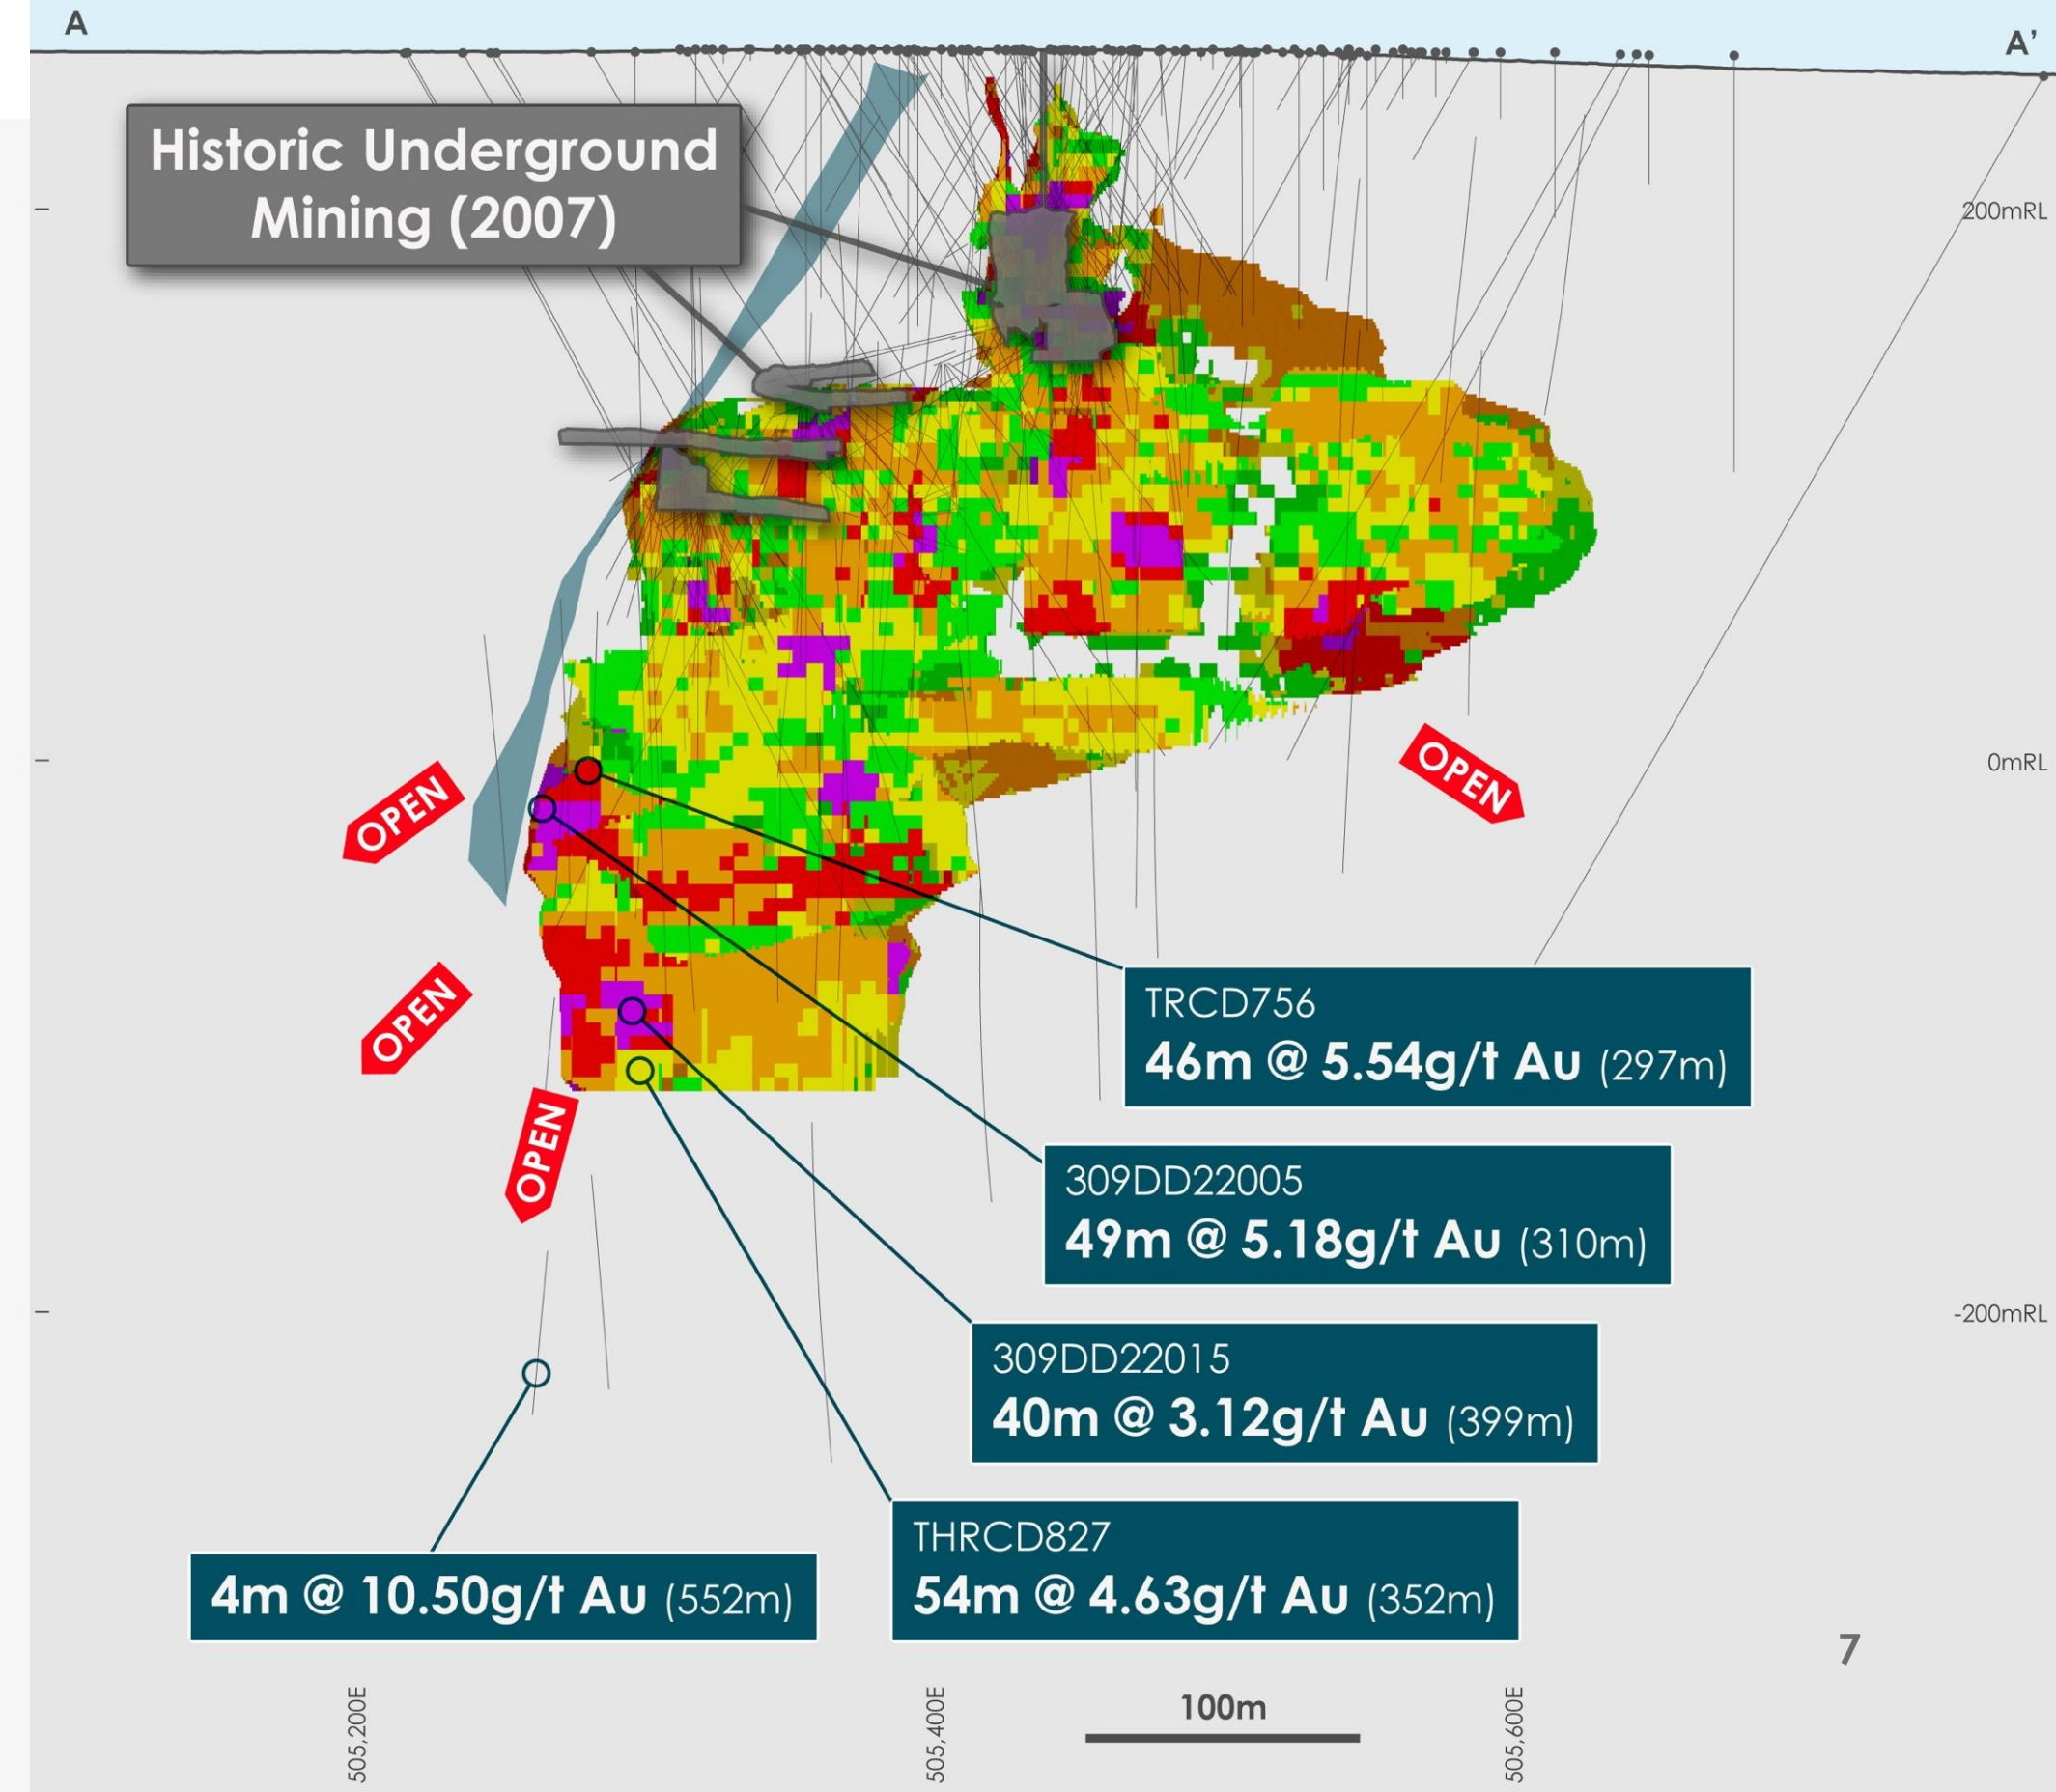 A
A’
Historic Underground
Mining (2007)
200mRL
0mRL
OPEN
OPEN
OPEN
OPEN
TRCD756
46m @ 5.54g/t Au (297m)
309DD22005
49m @ 5.18g/t Au (310m)
-200mRL
309DD22015
40m @ 3.12g/t Au (399m)
THRCD827
54m @ 4.63g/t Au (352m)
4m @ 10.50g/t Au (552m)
7
505,200E
505,400E
100m
505,600E